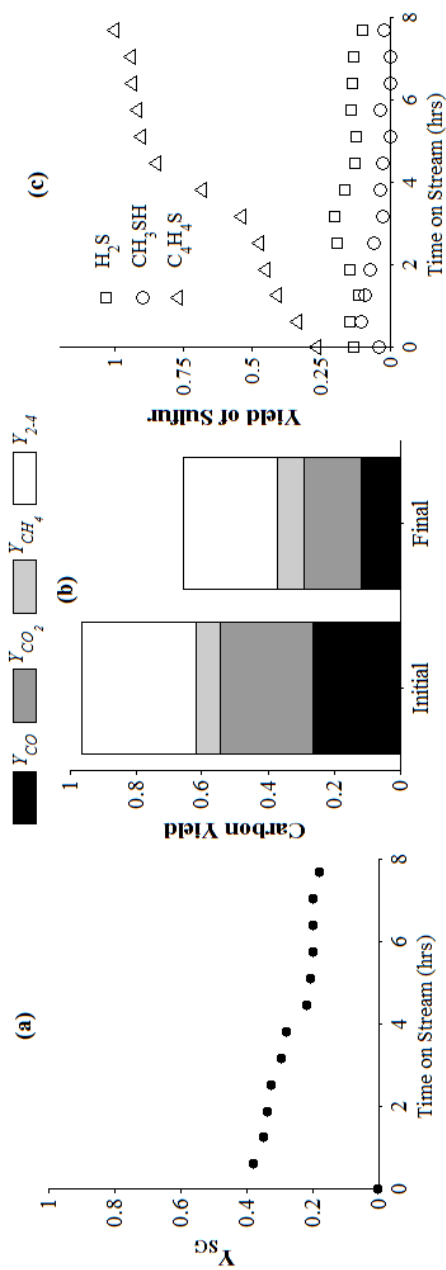 Y_CO Y_CO₂ Y_CH₄ Y_2-4
(a)
Y_SG
1
0.8
0.6
0.4
0.2
0
0 2 4 6 8
Time on Stream (hrs)
(b)
Carbon Yield
1
0.8
0.6
0.4
0.2
0
Initial Final
(c)
Yield of Sulfur
1
0.75
0.5
0.25
0
H₂S
CH₃SH
C₄H₄S
0 2 4 6 8
Time on Stream (hrs)